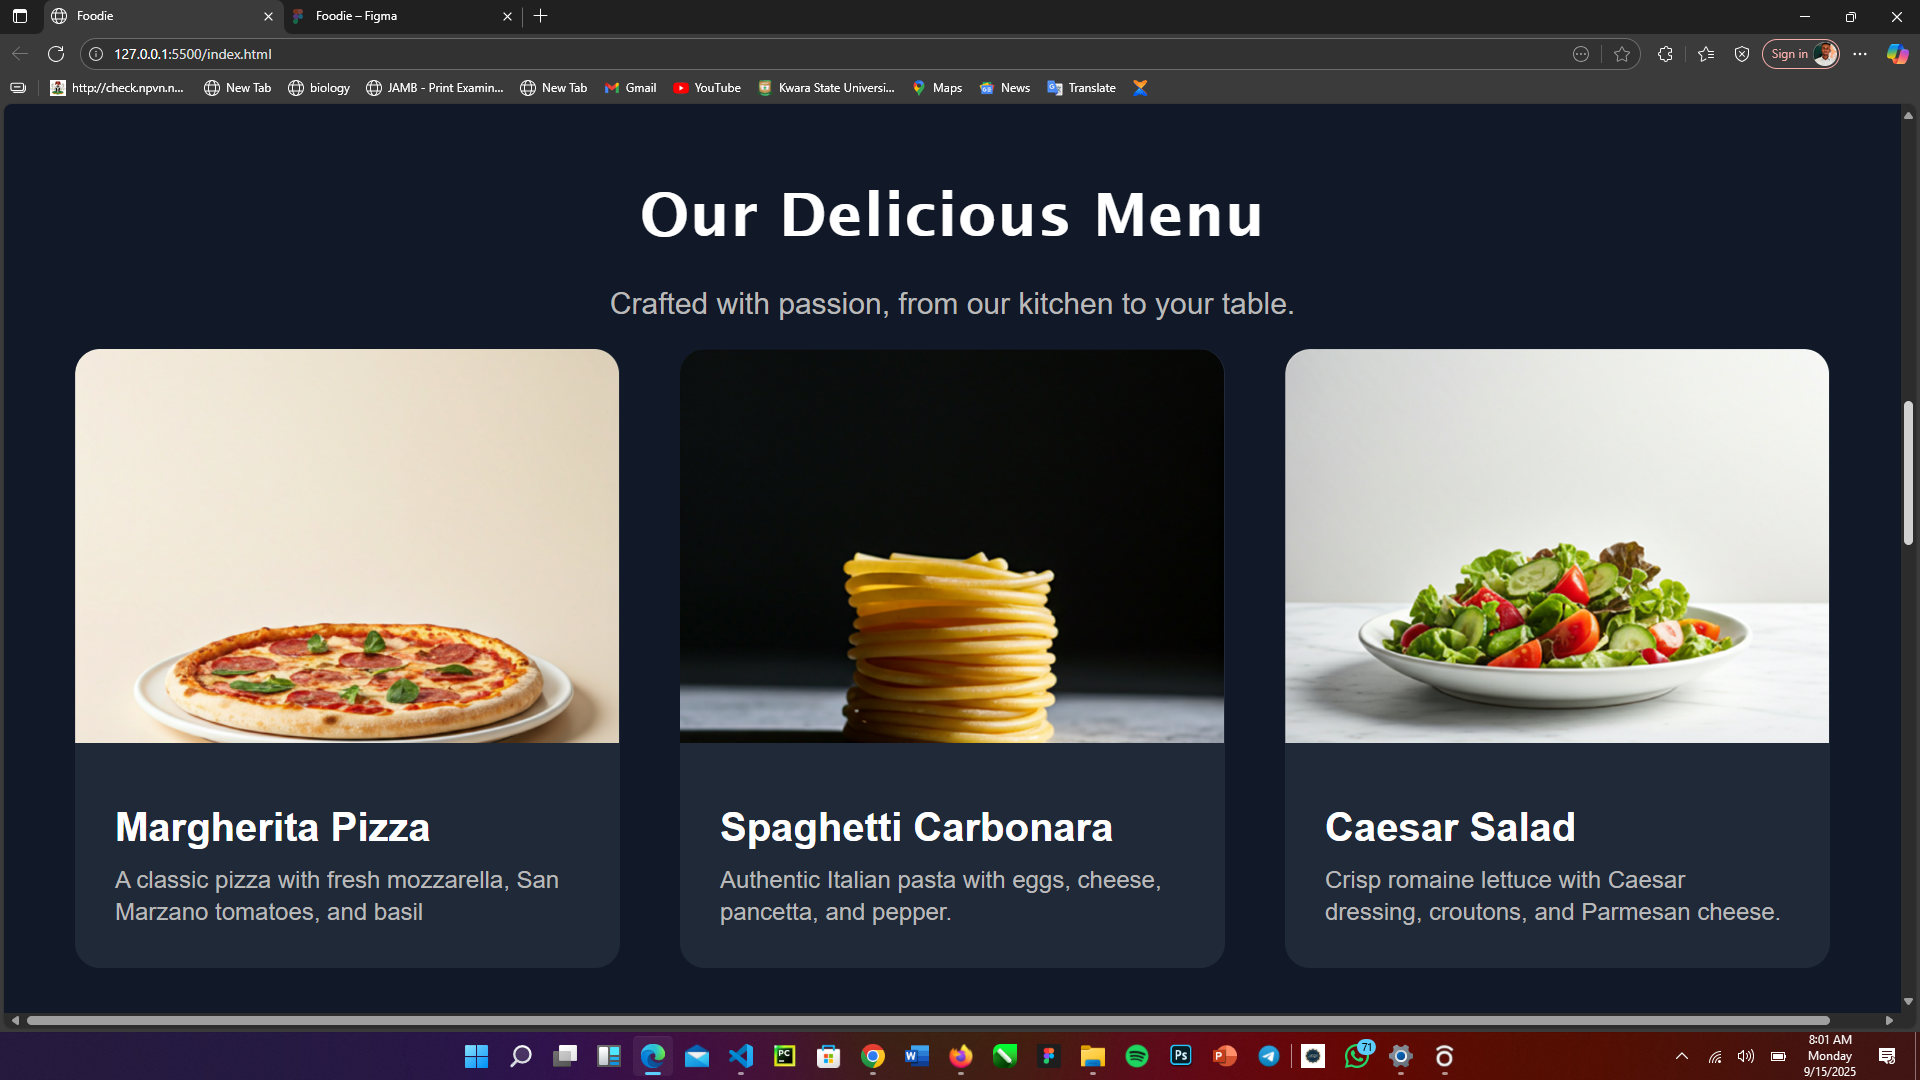 Foodie
Foodie – Figma
127.0.0.1:5500/index.html
Sign in
http://check.npvn.n...
New Tab
biology
JAMB - Print Examin...
New Tab
Gmail
YouTube
Kwara State Universi...
Maps
News
Translate
Our Delicious Menu
Crafted with passion, from our kitchen to your table.
Margherita Pizza
A classic pizza with fresh mozzarella, San
Marzano tomatoes, and basil
Spaghetti Carbonara
Authentic Italian pasta with eggs, cheese,
pancetta, and pepper.
Caesar Salad
Crisp romaine lettuce with Caesar
dressing, croutons, and Parmesan cheese.
PC
W
Ps
P
71
8:01 AM
Monday
9/15/2025